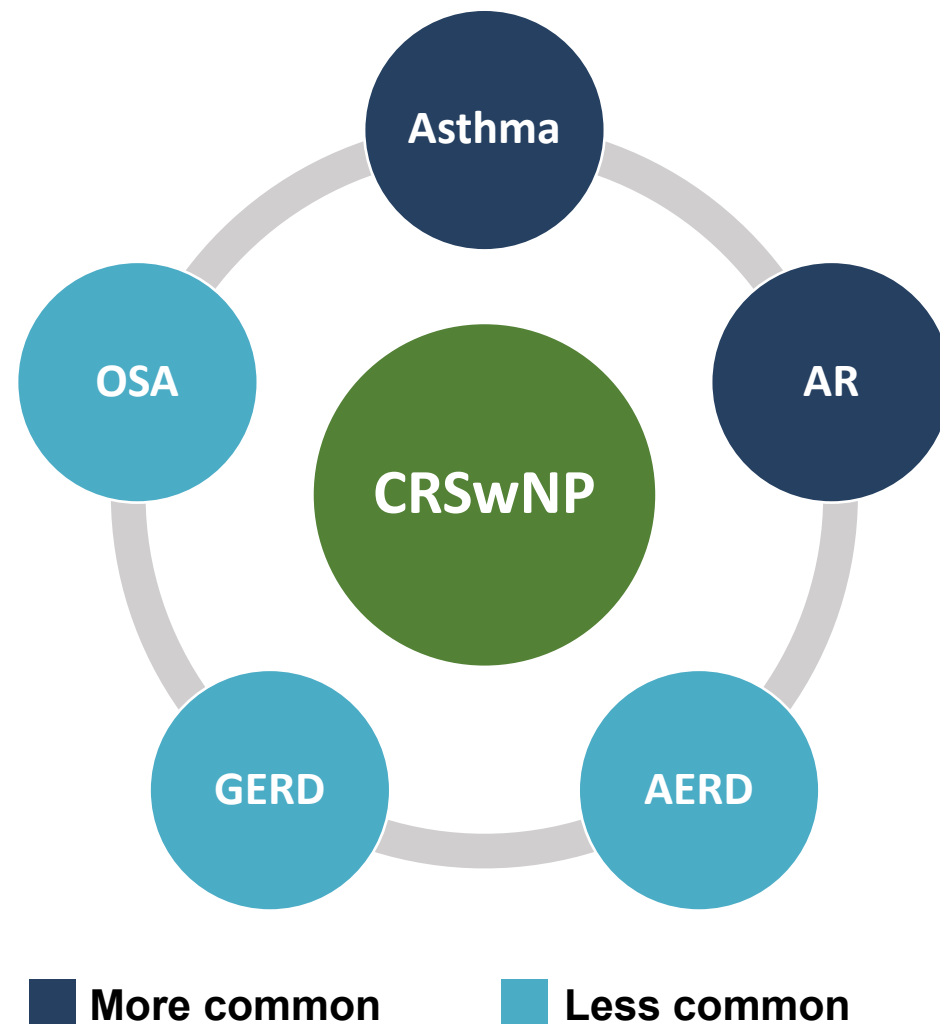 Asthma
OSA
AR
CRSwNP
GERD
AERD
More common
Less common